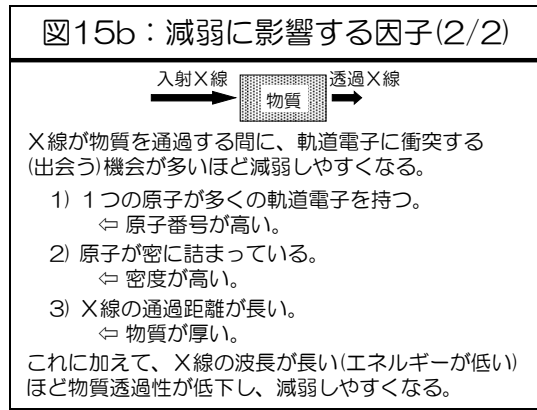 図15b：減弱に影響する因子(2/2)
入射X線 物質 透過X線
X線が物質を通過する間に、軌道電子に衝突する
(出会う)機会が多いほど減弱しやすくなる。
1) 1つの原子が多くの軌道電子を持つ。
⇦ 原子番号が高い。
2) 原子が密に詰まっている。
⇦ 密度が高い。
3) X線の通過距離が長い。
⇦ 物質が厚い。
これに加えて、X線の波長が長い(エネルギーが低い)
ほど物質透過性が低下し、減弱しやすくなる。